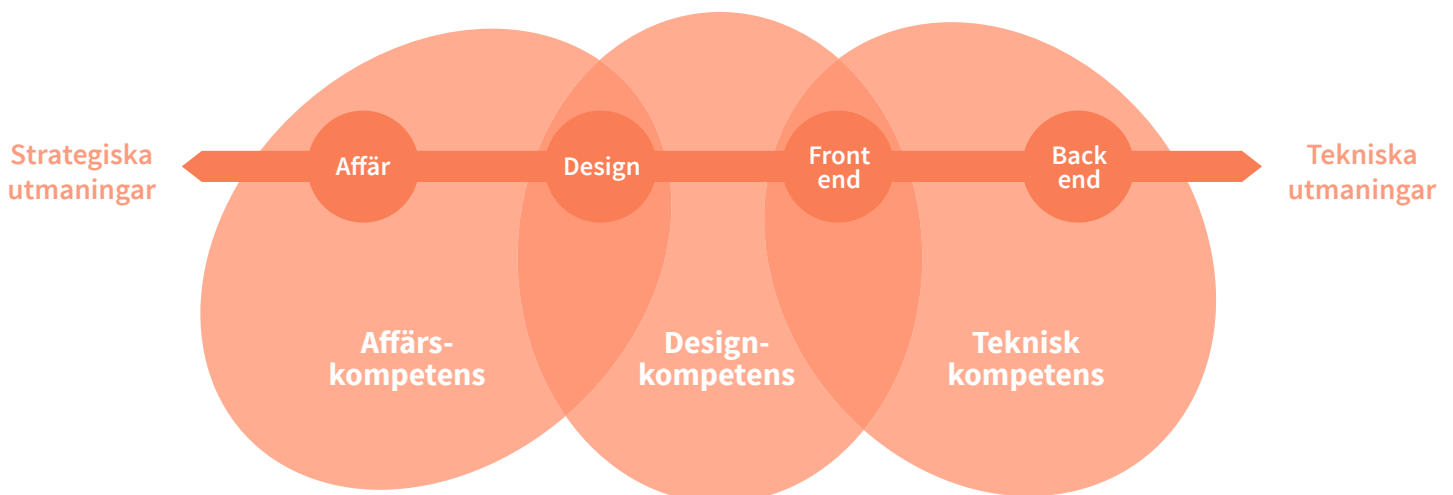 Strategiska
utmaningar
Affär
Design
Front
end
Back
end
Tekniska
utmaningar
Affärs-
kompetens
Design-
kompetens
Teknisk
kompetens